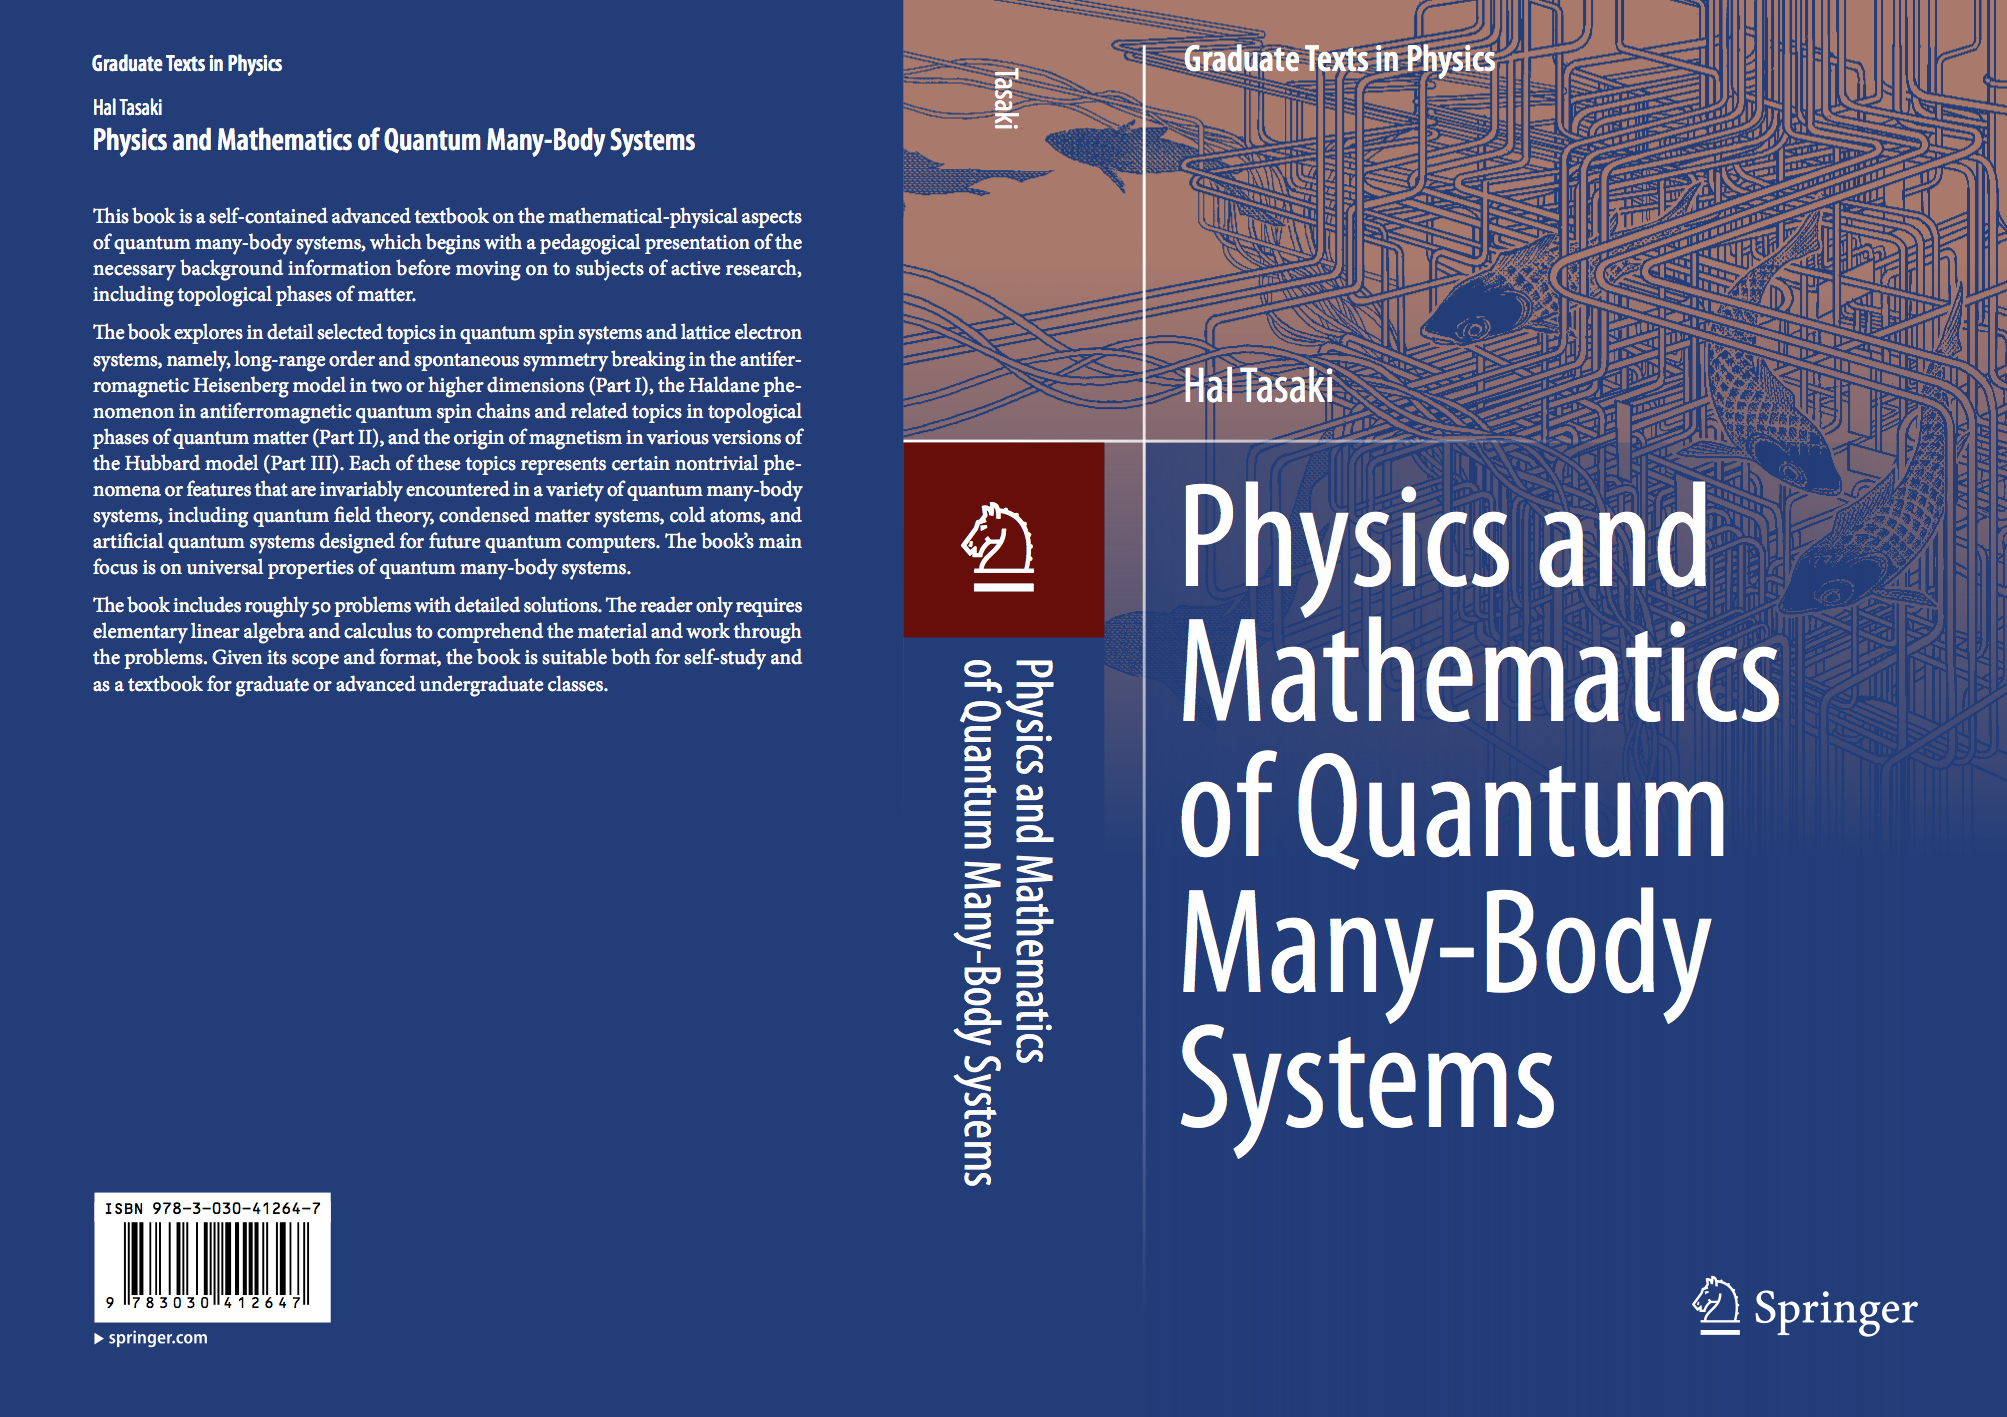 Graduate Texts in Physics
Hal Tasaki
Physics and Mathematics of Quantum Many-Body Systems
This book is a self-contained advanced textbook on the mathematical-physical aspects
of quantum many-body systems, which begins with a pedagogical presentation of the
necessary background information before moving on to subjects of active research,
including topological phases of matter.
The book explores in detail selected topics in quantum spin systems and lattice electron
systems, namely, long-range order and spontaneous symmetry breaking in the antifer-
romagnetic Heisenberg model in two or higher dimensions (Part I), the Haldane phe-
nomenon in antiferromagnetic quantum spin chains and related topics in topological
phases of quantum matter (Part II), and the origin of magnetism in various versions of
the Hubbard model (Part III). Each of these topics represents certain nontrivial phe-
nomena or features that are invariably encountered in a variety of quantum many-body
systems, including quantum field theory, condensed matter systems, cold atoms, and
artificial quantum systems designed for future quantum computers. The book's main
focus is on universal properties of quantum many-body systems.
The book includes roughly 50 problems with detailed solutions. The reader only requires
elementary linear algebra and calculus to comprehend the material and work through
the problems. Given its scope and format, the book is suitable both for self-study and
as a textbook for graduate or advanced undergraduate classes.
ISBN 978-3-030-41264-7
9 783030 412647
▶ springer.com
Tasaki
Physics and Mathematics
of Quantum Many-Body Systems
Graduate Texts in Physics
Hal Tasaki
Physics and
Mathematics
of Quantum
Many-Body
Systems
Springer